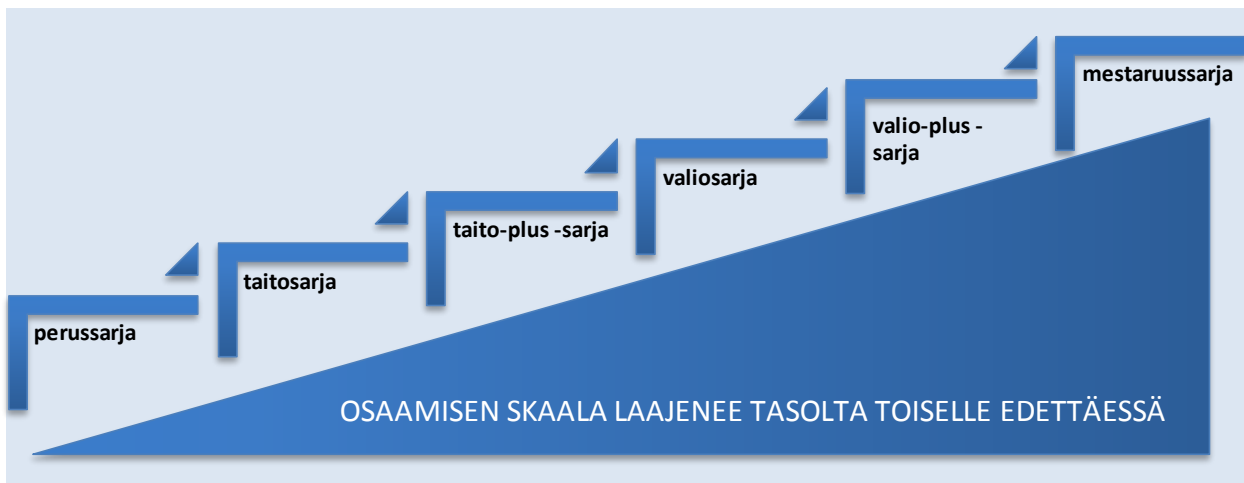 perussarja
taitosarja
taito-plus -sarja
valiosarja
valio-plus -
sarja
mestaruussarja
OSAAMISEN SKAALA LAAJENEE TASOLTA TOISELLE EDETTÄESSÄ